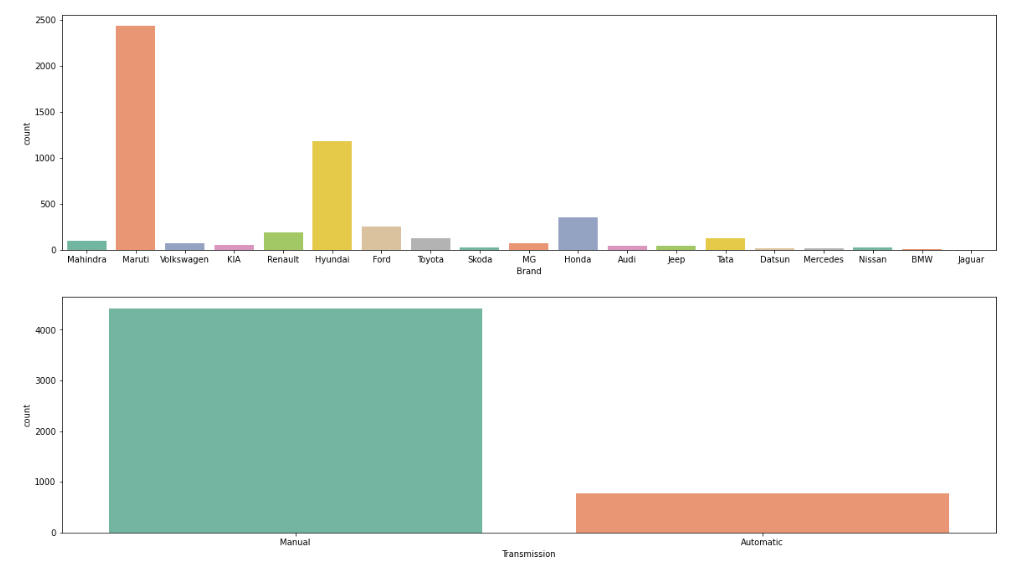 2500
2000
1500
1000
500
0
count
Mahindra Maruti Volkswagen KIA Renault Hyundai Ford Toyota Skoda MG Honda Audi Jeep Tata Datsun Mercedes Nissan BMW Jaguar
Brand
4000
3000
2000
1000
0
count
Manual Automatic
Transmission